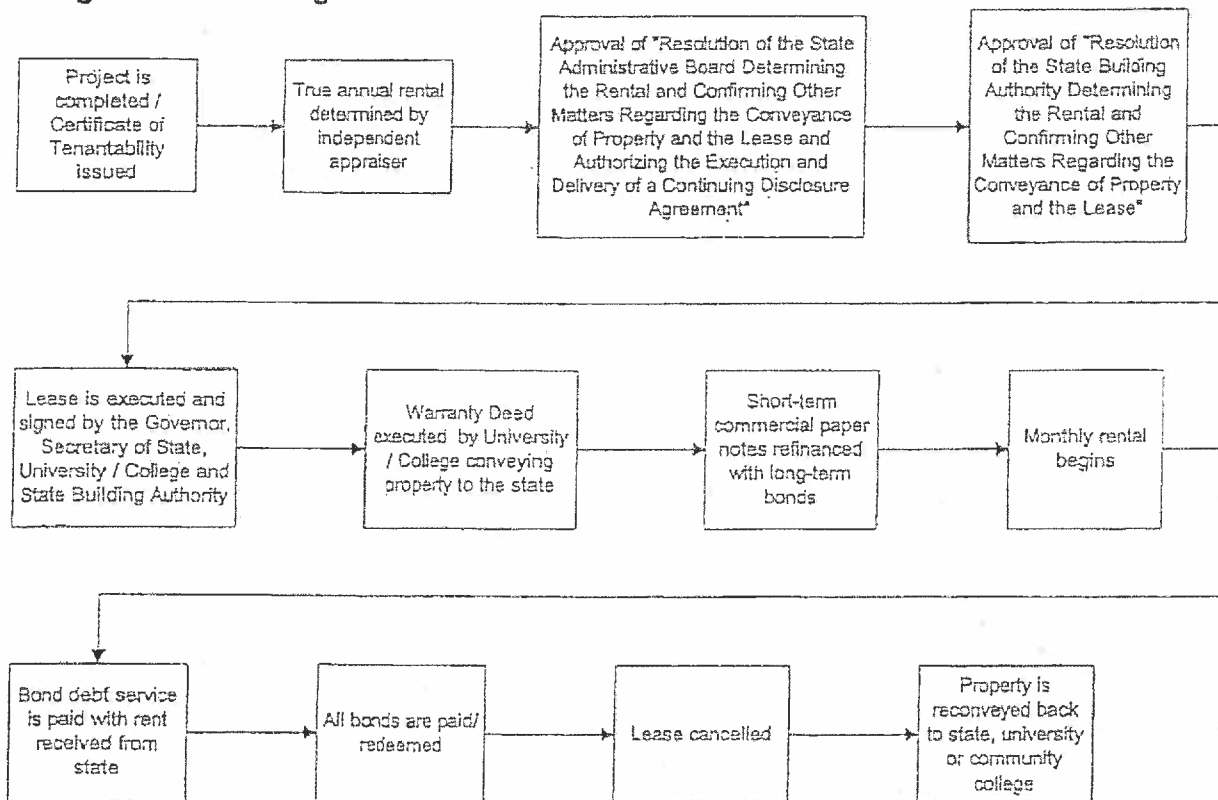 Project is
completed /
Certificate of
Tenantability
issued
True annual rental
determined by
independent
appraiser
Approval of "Resolution of the State
Administrative Board Determining
the Rental and Confirming Other
Matters Regarding the Conveyance
of Property and the Lease and
Authorizing the Execution and
Delivery of a Continuing Disclosure
Agreement"
Approval of "Resolution
of the State Building
Authority Determining
the Rental and
Confirming Other
Matters Regarding the
Conveyance of Property
and the Lease"
Lease is executed and
signed by the Governor,
Secretary of State,
University / College and
State Building Authority
Warranty Deed
executed by University
/ College conveying
property to the state
Short-term
commercial paper
notes refinanced
with long-term
bonds
Monthly rental
begins
Bond debt service
is paid with rent
received from
state
All bonds are paid/
redeemed
Lease cancelled
Property is
reconveyed back
to state, university
or community
college